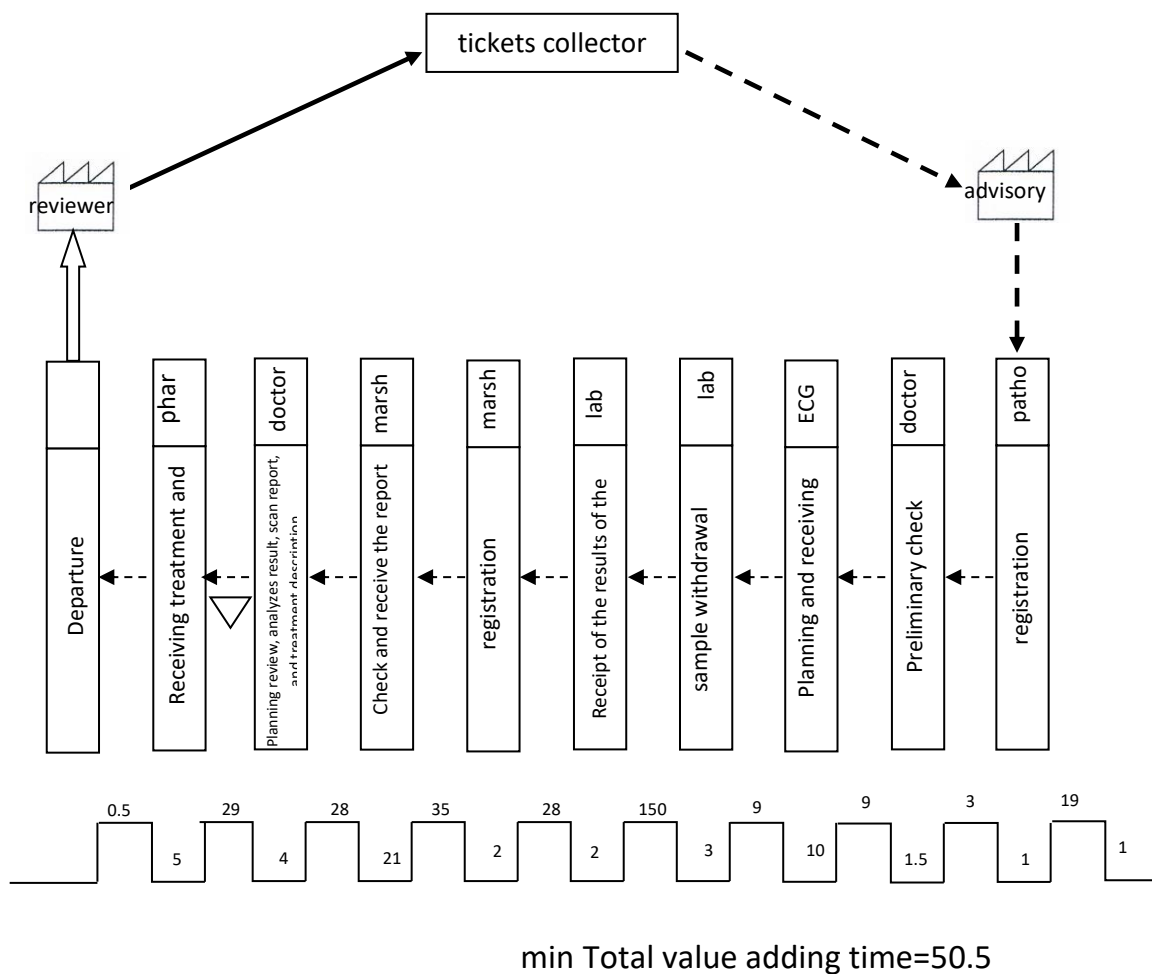 tickets collector
reviewer
advisory
phar
doctor
marsh
marsh
lab
lab
ECG
doctor
patho
Departure
Receiving treatment and
Planning review, analyzes result, scan report,
and treatment description
Check and receive the report
registration
Receipt of the results of the
sample withdrawal
Planning and receiving
Preliminary check
registration
0.5 29 28 35 28 150 9 9 3 19
5 4 21 2 2 3 10 1.5 1 1
min Total value adding time=50.5